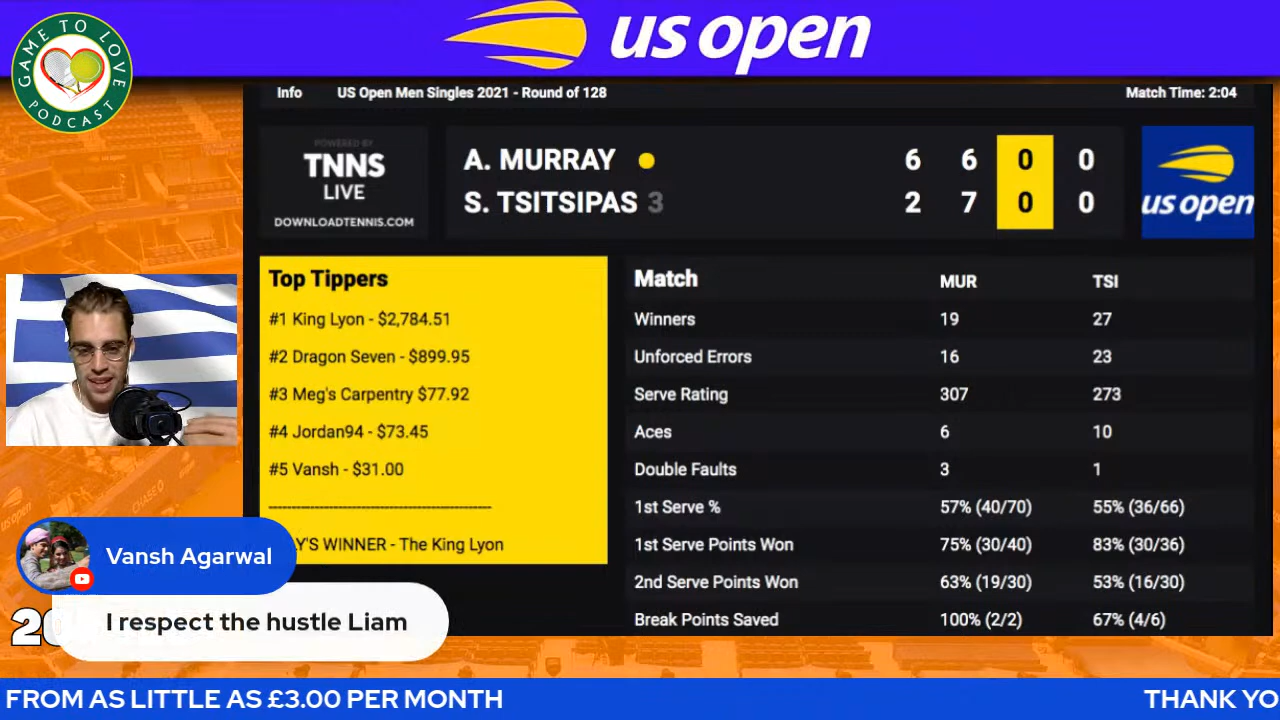 GAME TO LOVE
PODCAST
us open
Info US Open Men Singles 2021 - Round of 128 Match Time: 2:04
POWERED BY
TNNS
LIVE
DOWNLOADTENNIS.COM
A. MURRAY 6 6 0 0
S. TSITSIPAS 3 2 7 0 0
us open
Top Tippers
#1 King Lyon - $2,784.51
#2 Dragon Seven - $899.95
#3 Meg's Carpentry $77.92
#4 Jordan94 - $73.45
#5 Vansh - $31.00
LY'S WINNER - The King Lyon
Match MUR TSI
Winners 19 27
Unforced Errors 16 23
Serve Rating 307 273
Aces 6 10
Double Faults 3 1
1st Serve % 57% (40/70) 55% (36/66)
1st Serve Points Won 75% (30/40) 83% (30/36)
2nd Serve Points Won 63% (19/30) 53% (16/30)
Break Points Saved 100% (2/2) 67% (4/6)
CHASE
us open
Vansh Agarwal
I respect the hustle Liam
FROM AS LITTLE AS £3.00 PER MONTH THANK YO